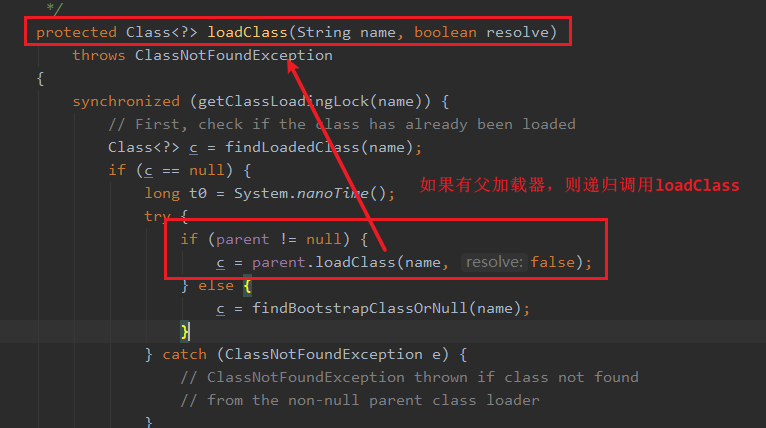 */
protected Class<?> loadClass(String name, boolean resolve)
throws ClassNotFoundException
{
synchronized (getClassLoadingLock(name)) {
// First, check if the class has already been loaded
Class<?> c = findLoadedClass(name);
if (c == null) {
long t0 = System.nanoTime();
如果有父加载器，则递归调用loadClass
try {
if (parent != null) {
c = parent.loadClass(name, resolve: false);
} else {
c = findBootstrapClassOrNull(name);
}
} catch (ClassNotFoundException e) {
// ClassNotFoundException thrown if class not found
// from the non-null parent class loader
}